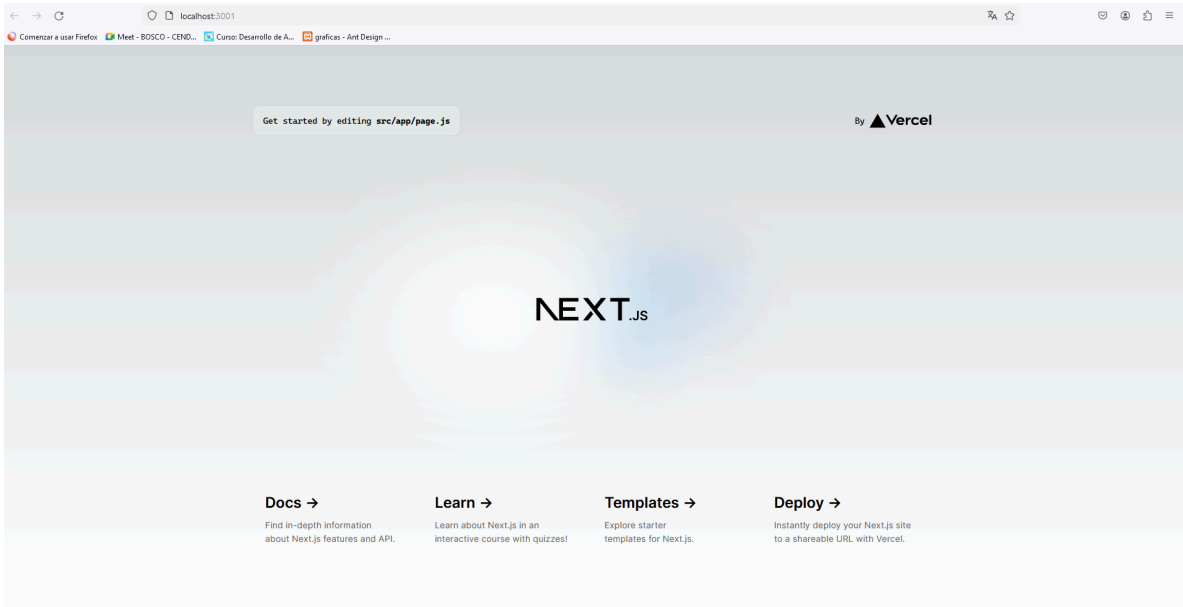 localhost:3001
Comenzar a usar Firefox Meet - BOSCO - CEND... Curso: Desarrollo de A... graficas - Ant Design ...
Get started by editing src/app/page.js
By Vercel
NEXT.JS
Docs ->
Find in-depth information
about Next.js features and API.
Learn ->
Learn about Next.js in an
interactive course with quizzes!
Templates ->
Explore starter
templates for Next.js.
Deploy ->
Instantly deploy your Next.js site
to a shareable URL with Vercel.